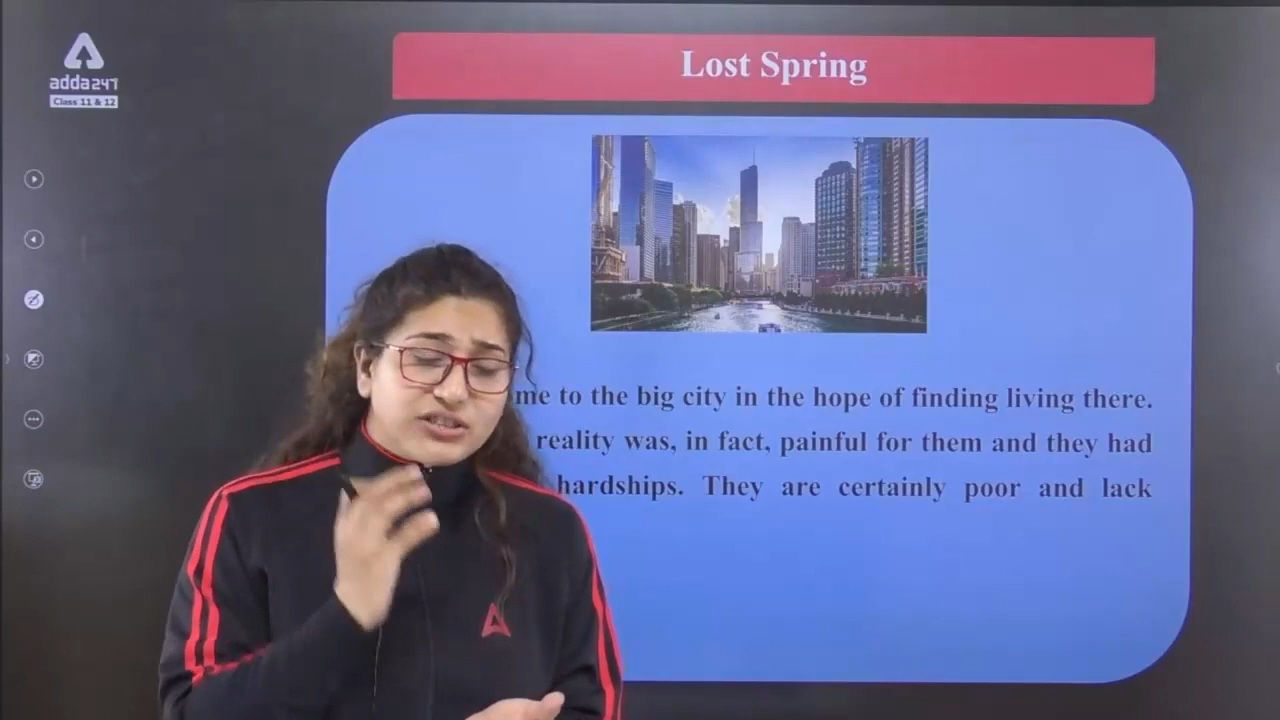 adda247
Class 11 & 12
Lost Spring
me to the big city in the hope of finding living there.
reality was, in fact, painful for them and they had
hardships. They are certainly poor and lack